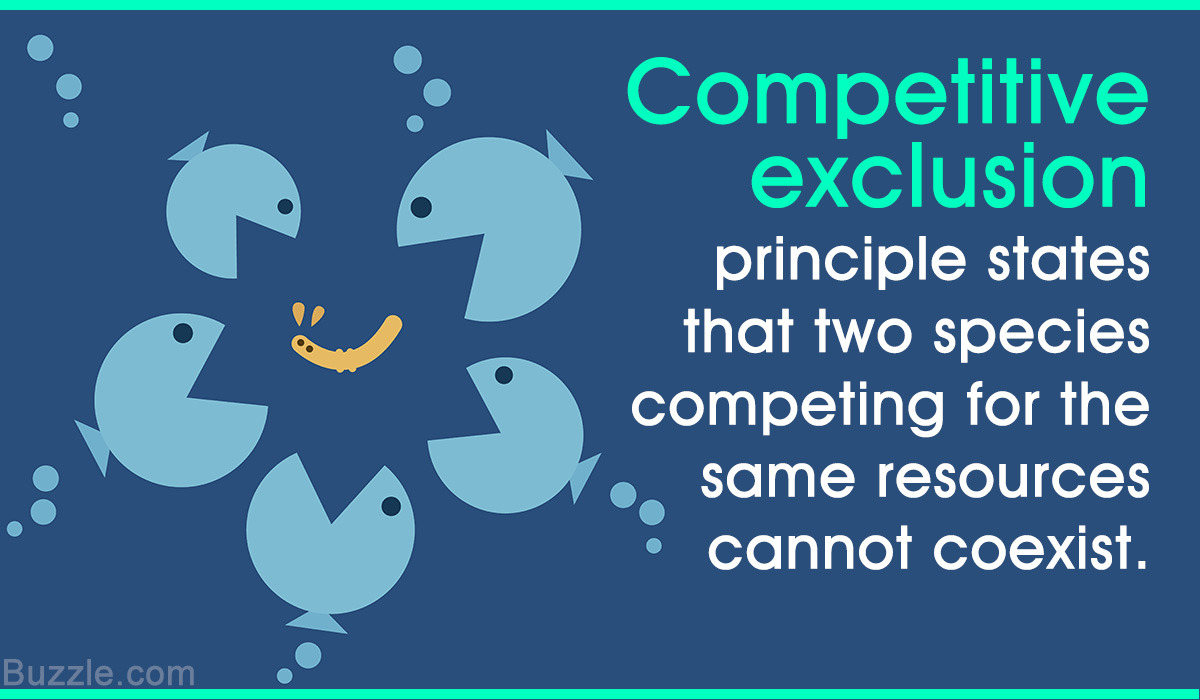 Competitive
exclusion
principle states
that two species
competing for the
same resources
cannot coexist.
Buzzle.com